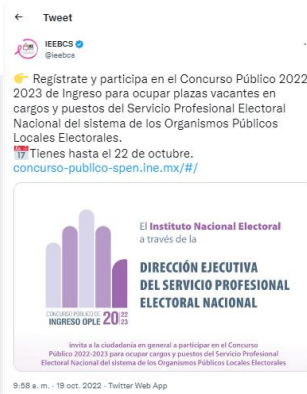 ← Tweet
IEEBCS
@ieebcs
👉 Regístrate y participa en el Concurso Público 2022
2023 de Ingreso para ocupar plazas vacantes en
cargos y puestos del Servicio Profesional Electoral
Nacional del sistema de los Organismos Públicos
Locales Electorales.
📅Tienes hasta el 22 de octubre.
concurso-publico-spen.ine.mx/#/
El Instituto Nacional Electoral
a través de la
DIRECCIÓN EJECUTIVA
DEL SERVICIO PROFESIONAL
ELECTORAL NACIONAL
CONCURSO PÚBLICO DE
INGRESO OPLE 2022 23
invita a la ciudadanía en general a participar en el Concurso
Público 2022-2023 para ocupar cargos y puestos del Servicio Profesional
Electoral Nacional del sistema de los Organismos Públicos Locales Electorales
9:58 a. m. · 19 oct. 2022 · Twitter Web App